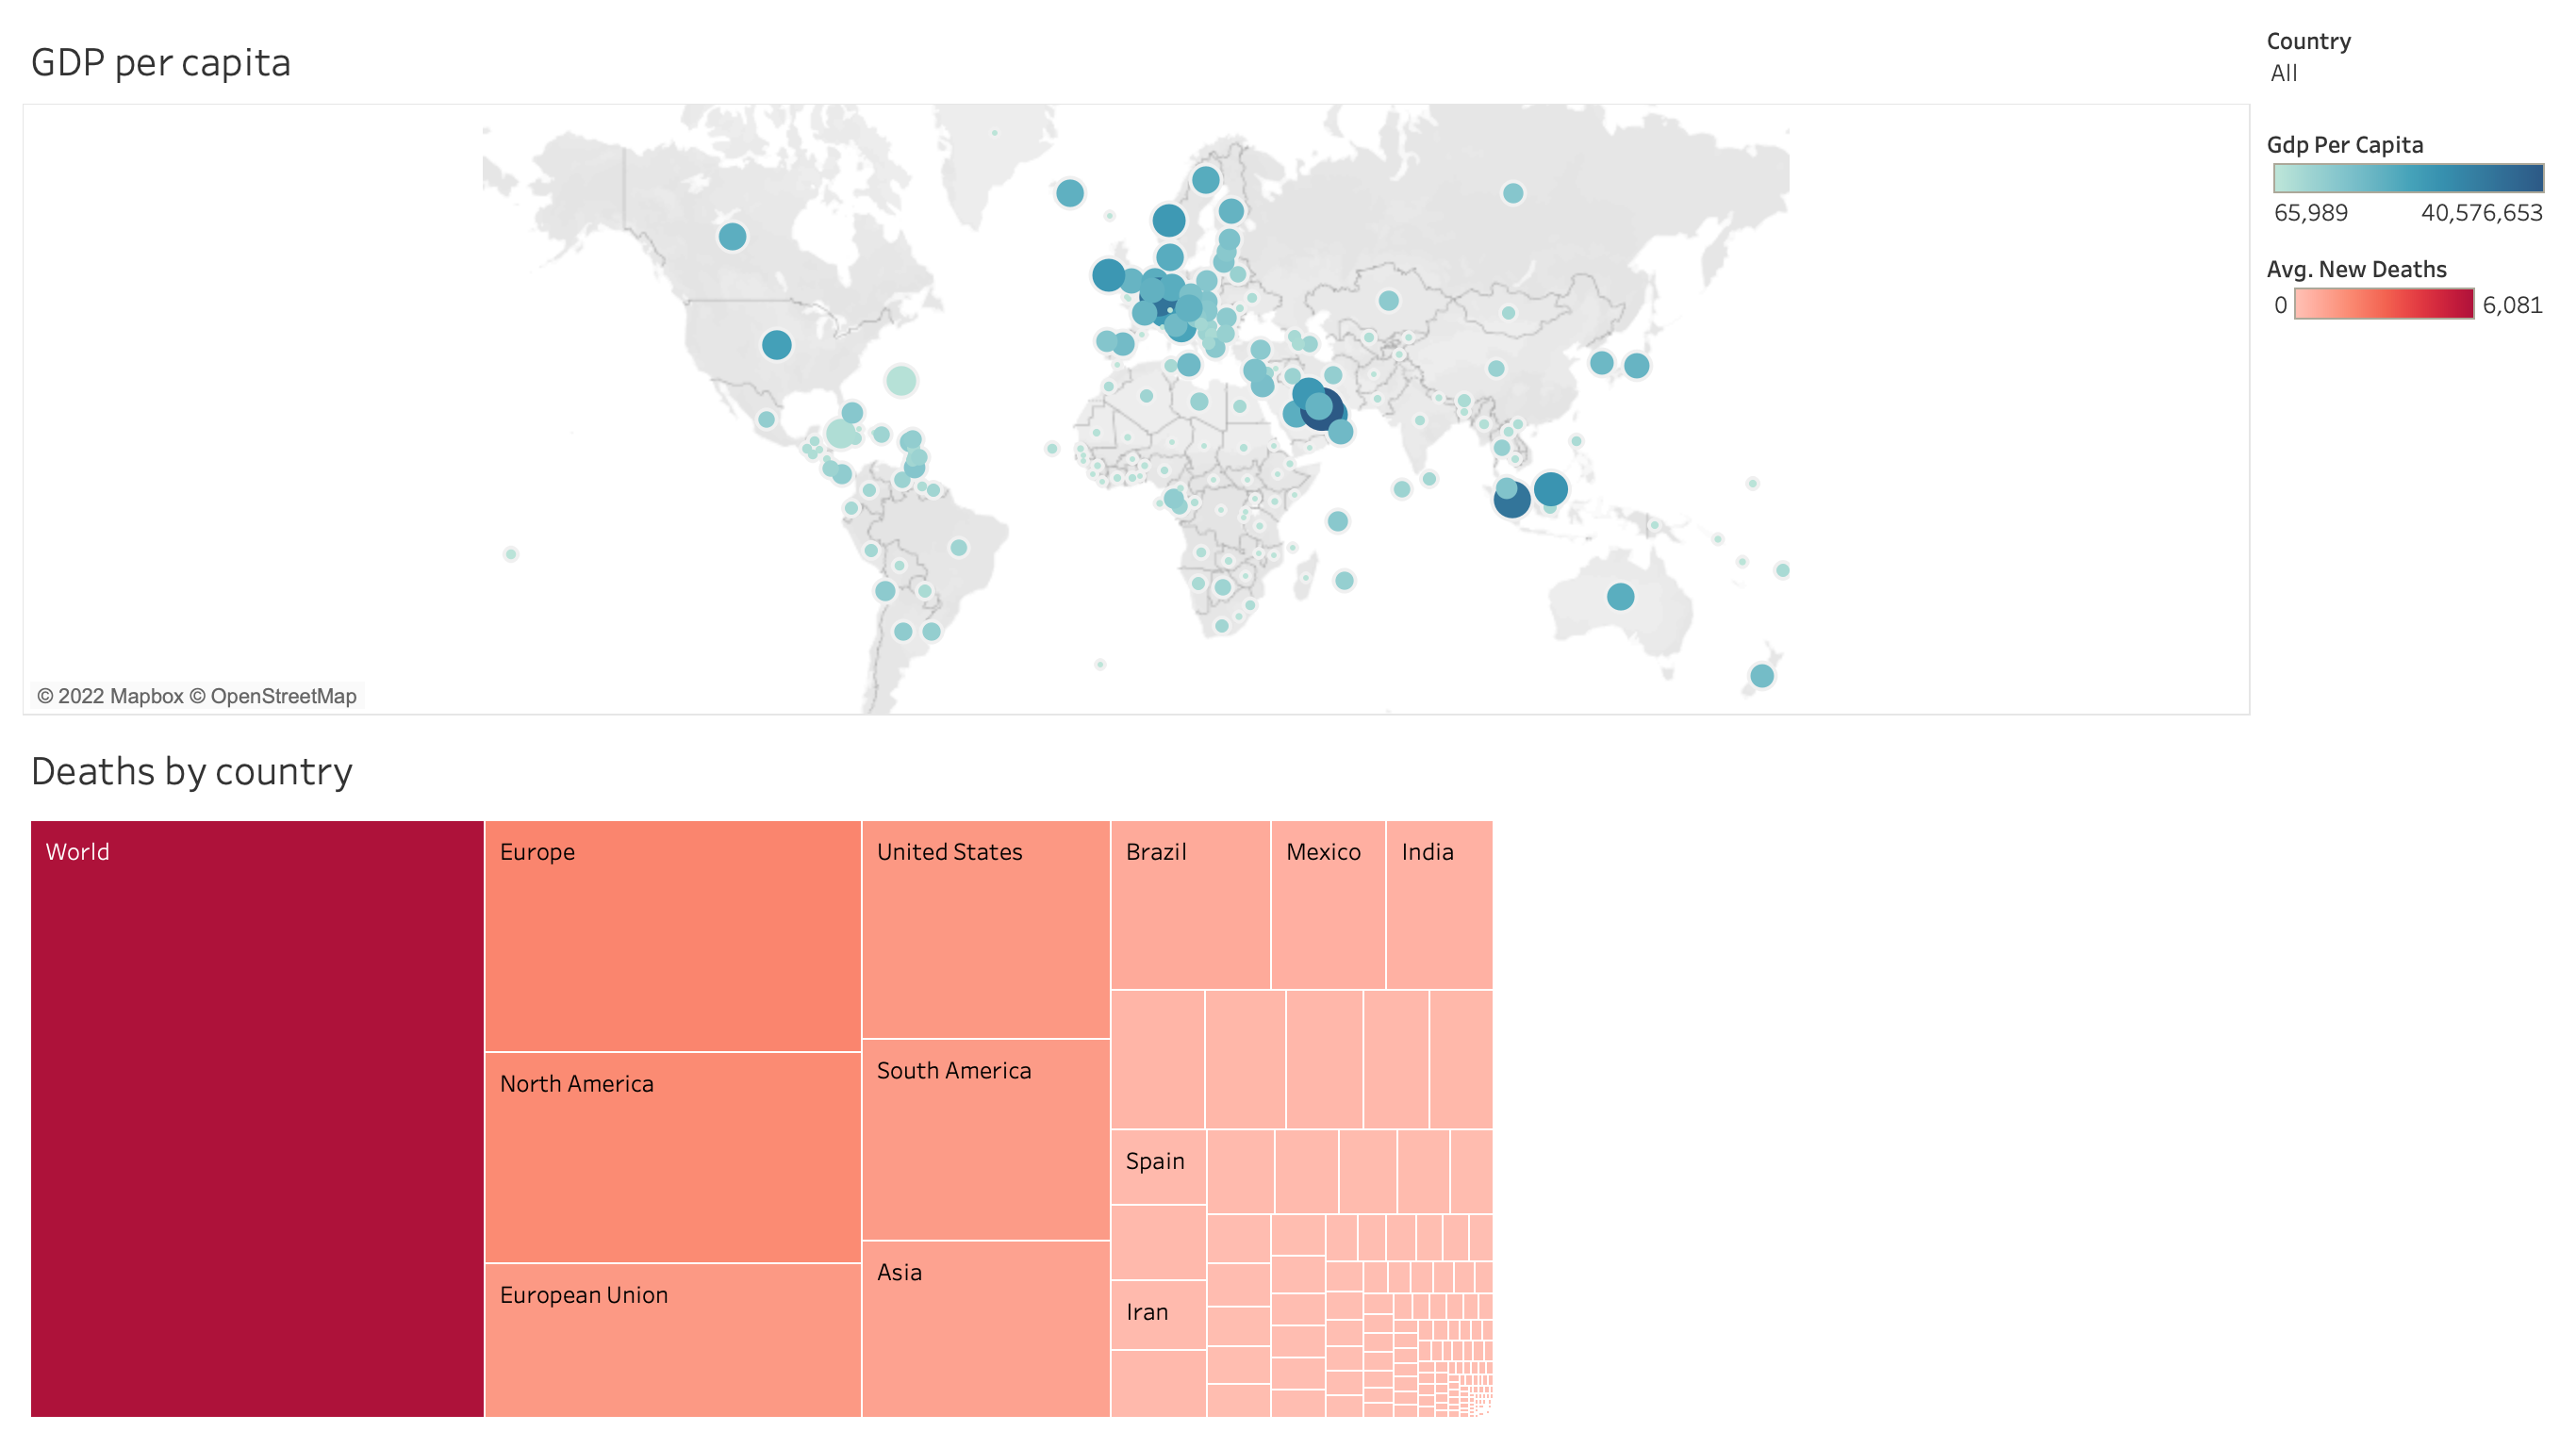 GDP per capita
Country
All
Gdp Per Capita
65,989 40,576,653
Avg. New Deaths
0 6,081
© 2022 Mapbox © OpenStreetMap
Deaths by country
World
Europe
United States
Brazil
Mexico
India
South America
North America
Spain
Asia
European Union
Iran